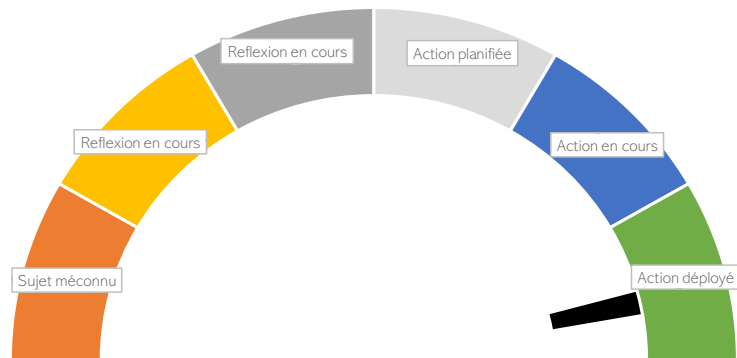 Reflexion en cours
Action planifiée
Reflexion en cours
Action en cours
Sujet méconnu
Action déployé